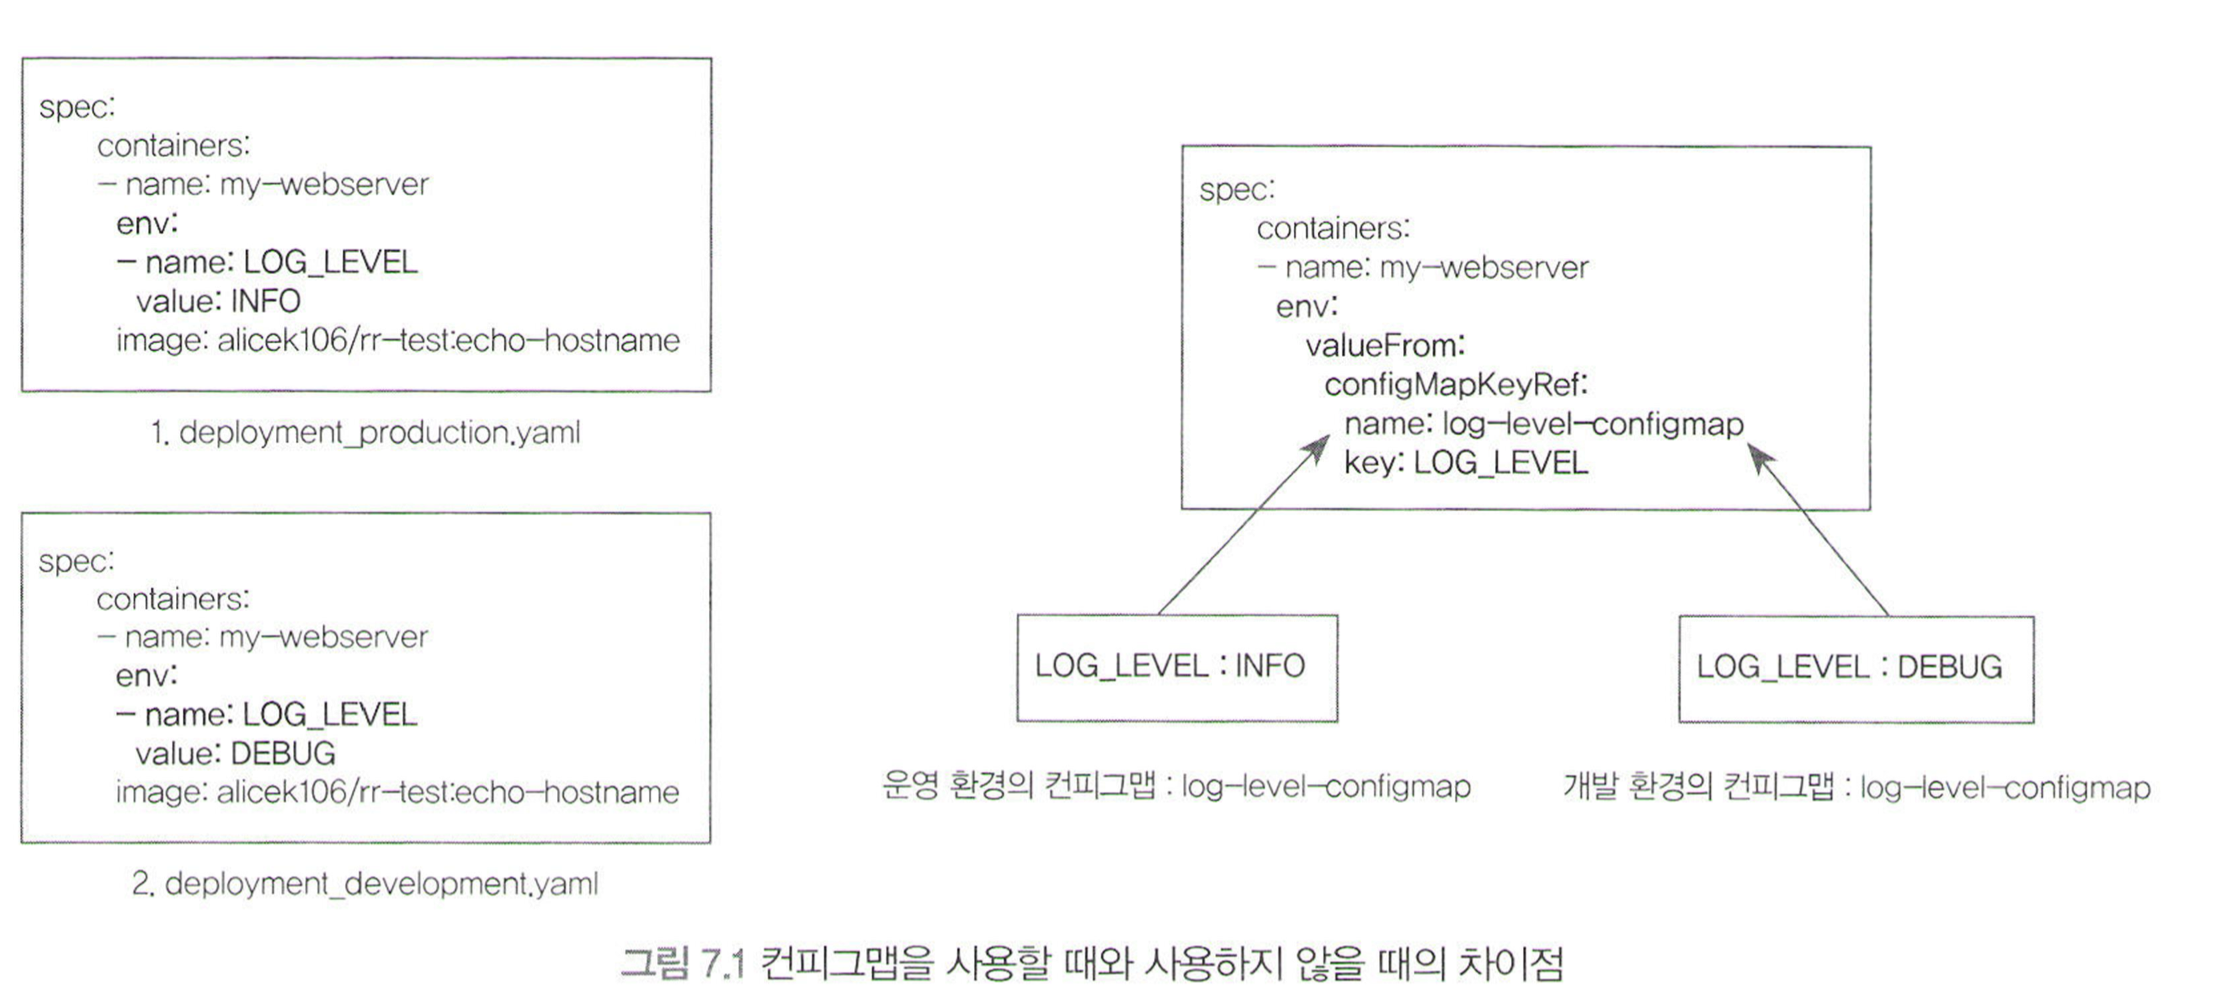 spec:
containers:
- name: my-webserver
env:
- name: LOG_LEVEL
value: INFO
image: alicek106/rr-test:echo-hostname
1. deployment_production.yaml
spec:
containers:
- name: my-webserver
env:
- name: LOG_LEVEL
value: DEBUG
image: alicek106/rr-test:echo-hostname
2. deployment_development.yaml
spec:
containers:
- name: my-webserver
env:
valueFrom:
configMapKeyRef:
name: log-level-configmap
key: LOG_LEVEL
LOG_LEVEL : INFO
운영 환경의 컨피그맵 : log-level-configmap
LOG_LEVEL : DEBUG
개발 환경의 컨피그맵 : log-level-configmap
그림 7.1 컨피그맵을 사용할 때와 사용하지 않을 때의 차이점